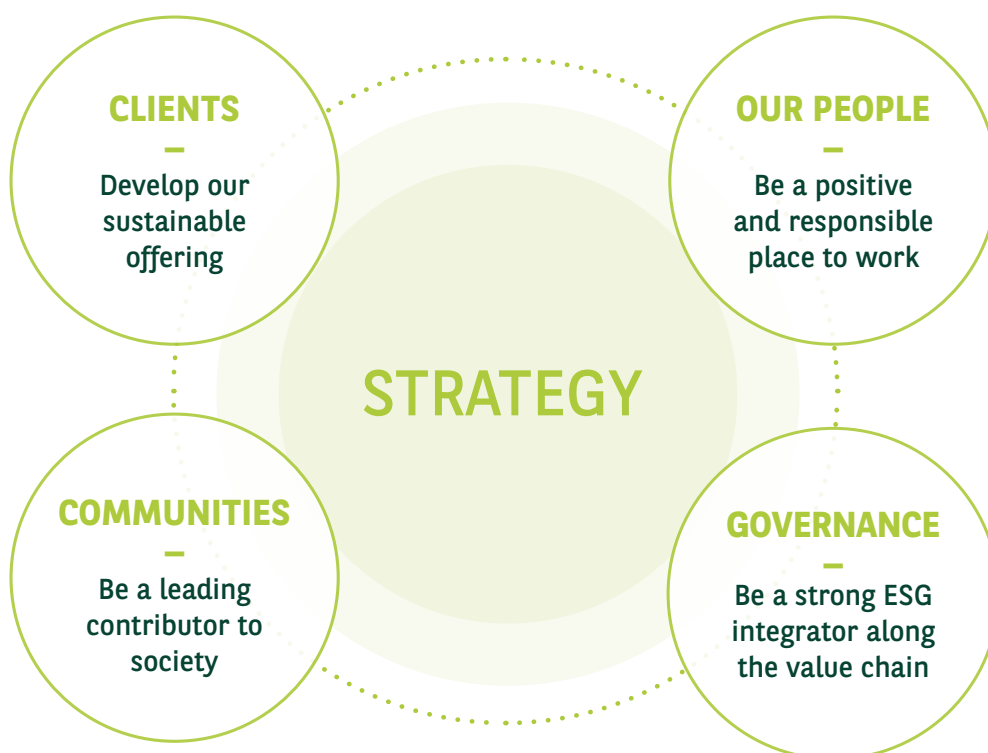 CLIENTS
Develop our
sustainable
offering
OUR PEOPLE
Be a positive
and responsible
place to work
STRATEGY
COMMUNITIES
Be a leading
contributor to
society
GOVERNANCE
Be a strong ESG
integrator along
the value chain